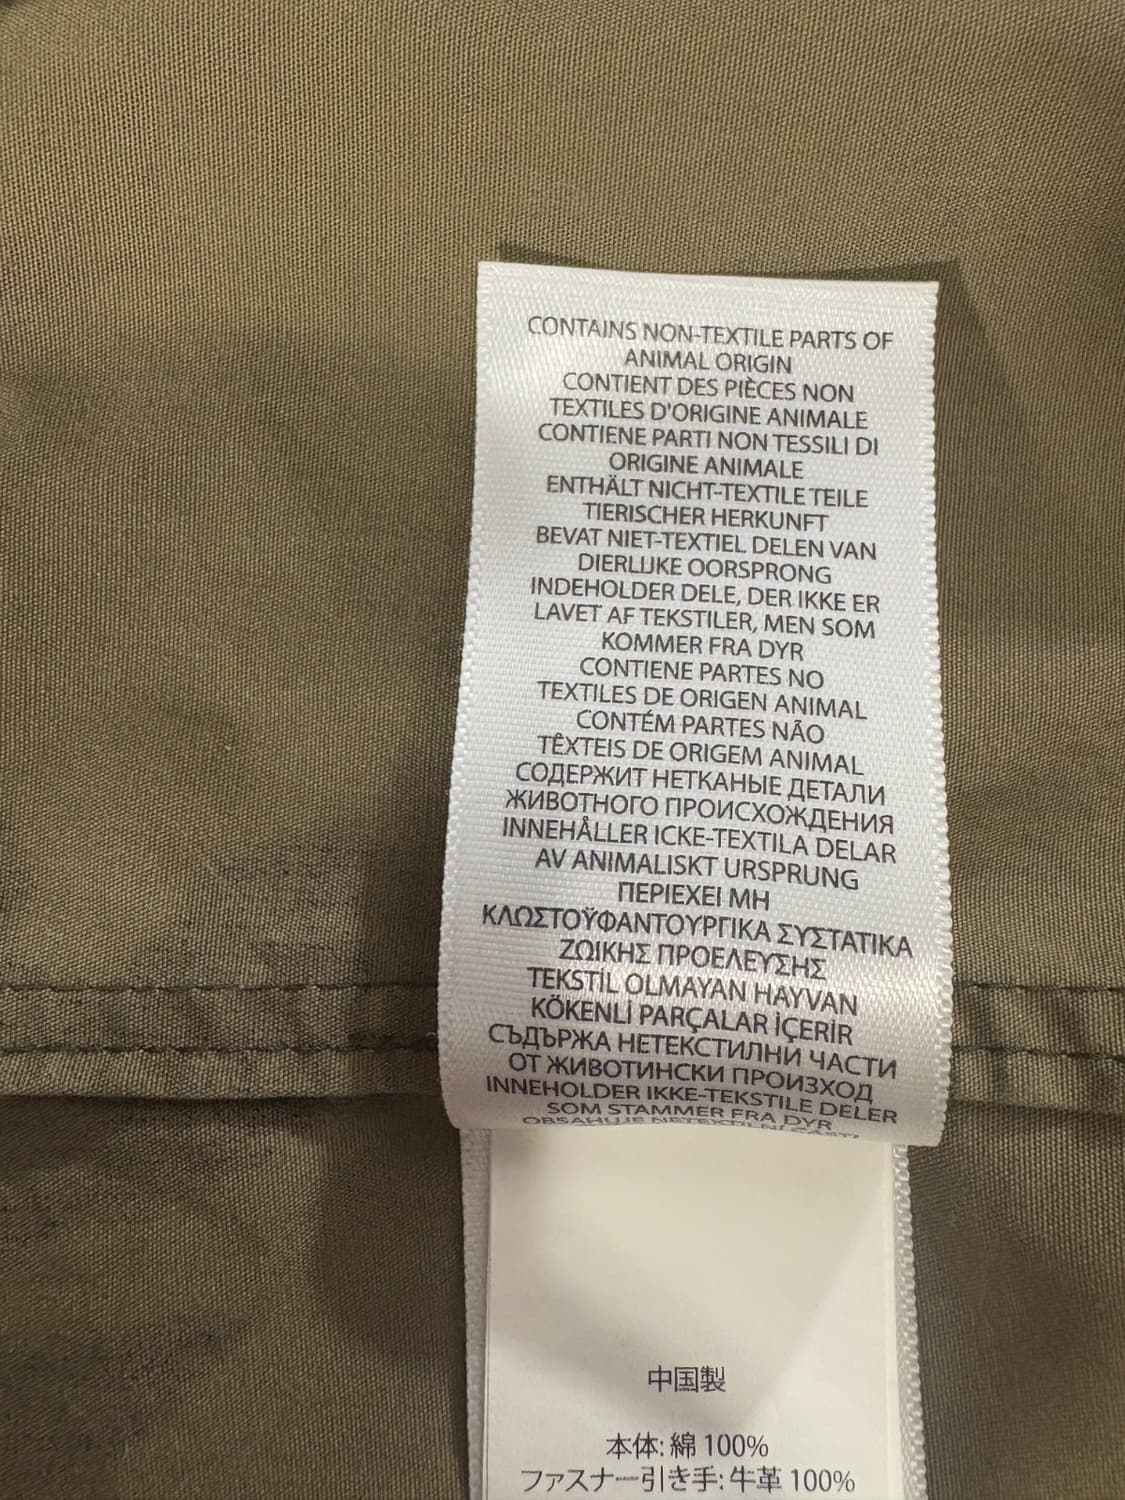 CONTAINS NON-TEXTILE PARTS OF
ANIMAL ORIGIN
CONTIENT DES PIÈCES NON
TEXTILES D'ORIGINE ANIMALE
CONTIENE PARTI NON TESSILI DI
ORIGINE ANIMALE
ENTHÄLT NICHT-TEXTILE TEILE
TIERISCHER HERKUNFT
BEVAT NIET-TEXTIEL DELEN VAN
DIERLIJKE OORSPRONG
INDEHOLDER DELE, DER IKKE ER
LAVET AF TEKSTILER, MEN SOM
KOMMER FRA DYR
CONTIENE PARTES NO
TEXTILES DE ORIGEN ANIMAL
CONTÉM PARTES NÃO
TÊXTEIS DE ORIGEM ANIMAL
СОДЕРЖИТ НЕТКАНЫЕ ДЕТАЛИ
ЖИВОТНОГО ПРОИСХОЖДЕНИЯ
INNEHÅLLER ICKE-TEXTILA DELAR
AV ANIMALISKT URSPRUNG
ΠΕΡΙΕΧΕΙ ΜΗ
ΚΛΩΣΤΟΫΦΑΝΤΟΥΡΓΙΚΑ ΣΥΣΤΑΤΙΚΑ
ΖΩΙΚΗΣ ΠΡΟΕΛΕΥΣΗΣ
TEKSTİL OLMAYAN HAYVAN
KÖKENLİ PARÇALAR İÇERİR
СЪДЪРЖА НЕТЕКСТИЛНИ ЧАСТИ
ОТ ЖИВОТИНСКИ ПРОИЗХОД
INNEHOLDER IKKE-TEKSTILE DELER
SOM STAMMER FRA DYR
OBSAHUJE NETEXTILNÍ ČÁSTI
中国製
本体: 綿 100%
ファスナー引き手: 牛革 100%